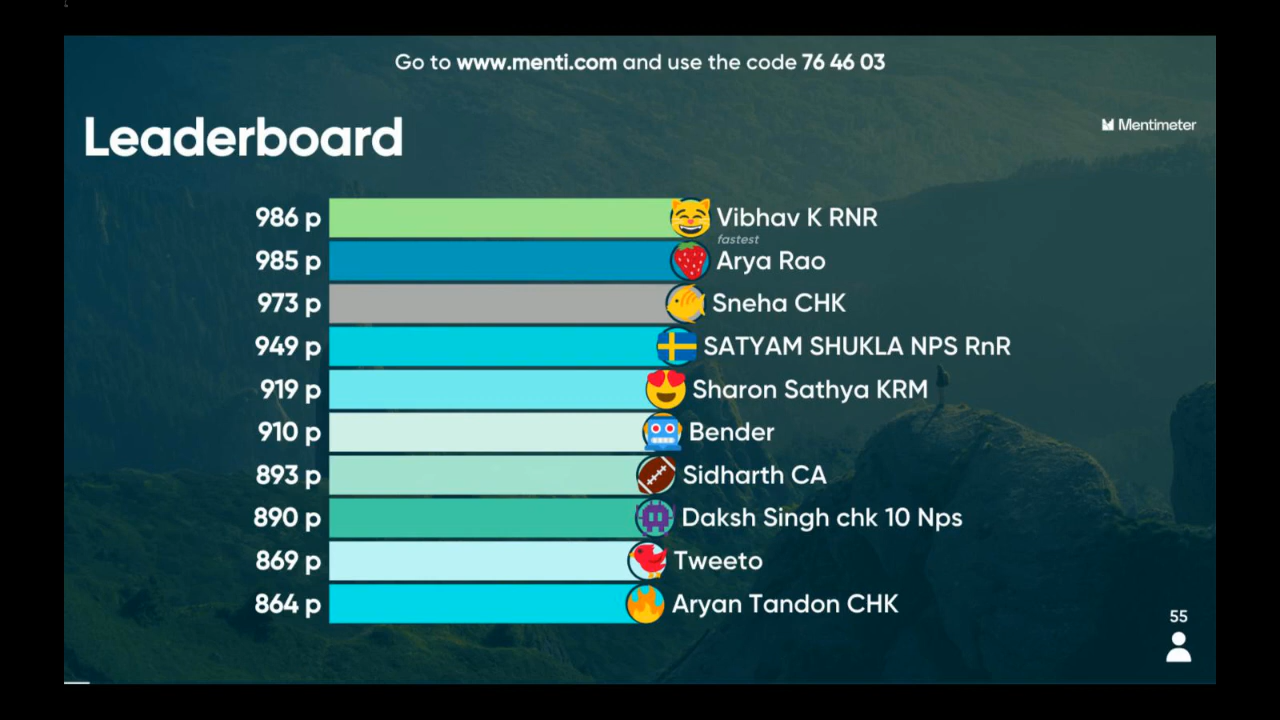 Go to www.menti.com and use the code 76 46 03
Leaderboard
Mentimeter
986 p Vibhav K RNR
fastest
985 p Arya Rao
973 p Sneha CHK
949 p SATYAM SHUKLA NPS RnR
919 p Sharon Sathya KRM
910 p Bender
893 p Sidharth CA
890 p Daksh Singh chk 10 Nps
869 p Tweeto
864 p Aryan Tandon CHK
55